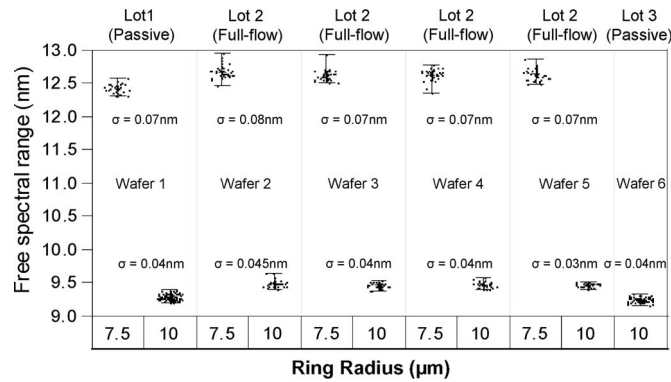 Lot1 Lot 2 Lot 2 Lot 2 Lot 2 Lot 3
(Passive) (Full-flow) (Full-flow) (Full-flow) (Full-flow) (Passive)
13.0
12.5
σ = 0.07nm σ = 0.08nm σ = 0.07nm σ = 0.07nm σ = 0.07nm
12.0
11.5
11.0 Wafer 1 Wafer 2 Wafer 3 Wafer 4 Wafer 5 Wafer 6
10.5
10.0
σ = 0.04nm σ = 0.045nm σ = 0.04nm σ = 0.04nm σ = 0.03nm σ = 0.04nm
9.5
9.0
Free spectral range (nm)
7.5 10 7.5 10 7.5 10 7.5 10 7.5 10 10
Ring Radius (µm)